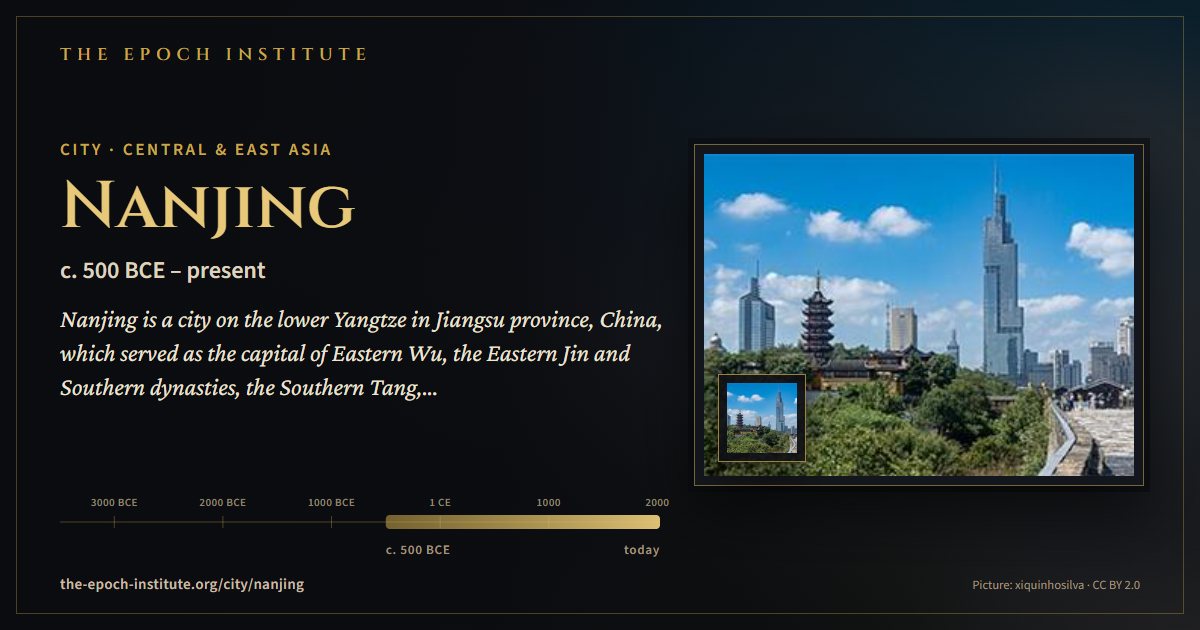 THE EPOCH INSTITUTE
CITY · CENTRAL & EAST ASIA
NANJING
c. 500 BCE – present
Nanjing is a city on the lower Yangtze in Jiangsu province, China,
which served as the capital of Eastern Wu, the Eastern Jin and
Southern dynasties, the Southern Tang,...
3000 BCE 2000 BCE 1000 BCE 1 CE 1000 2000
c. 500 BCE today
the-epoch-institute.org/city/nanjing
Picture: xiquinhosilva · CC BY 2.0